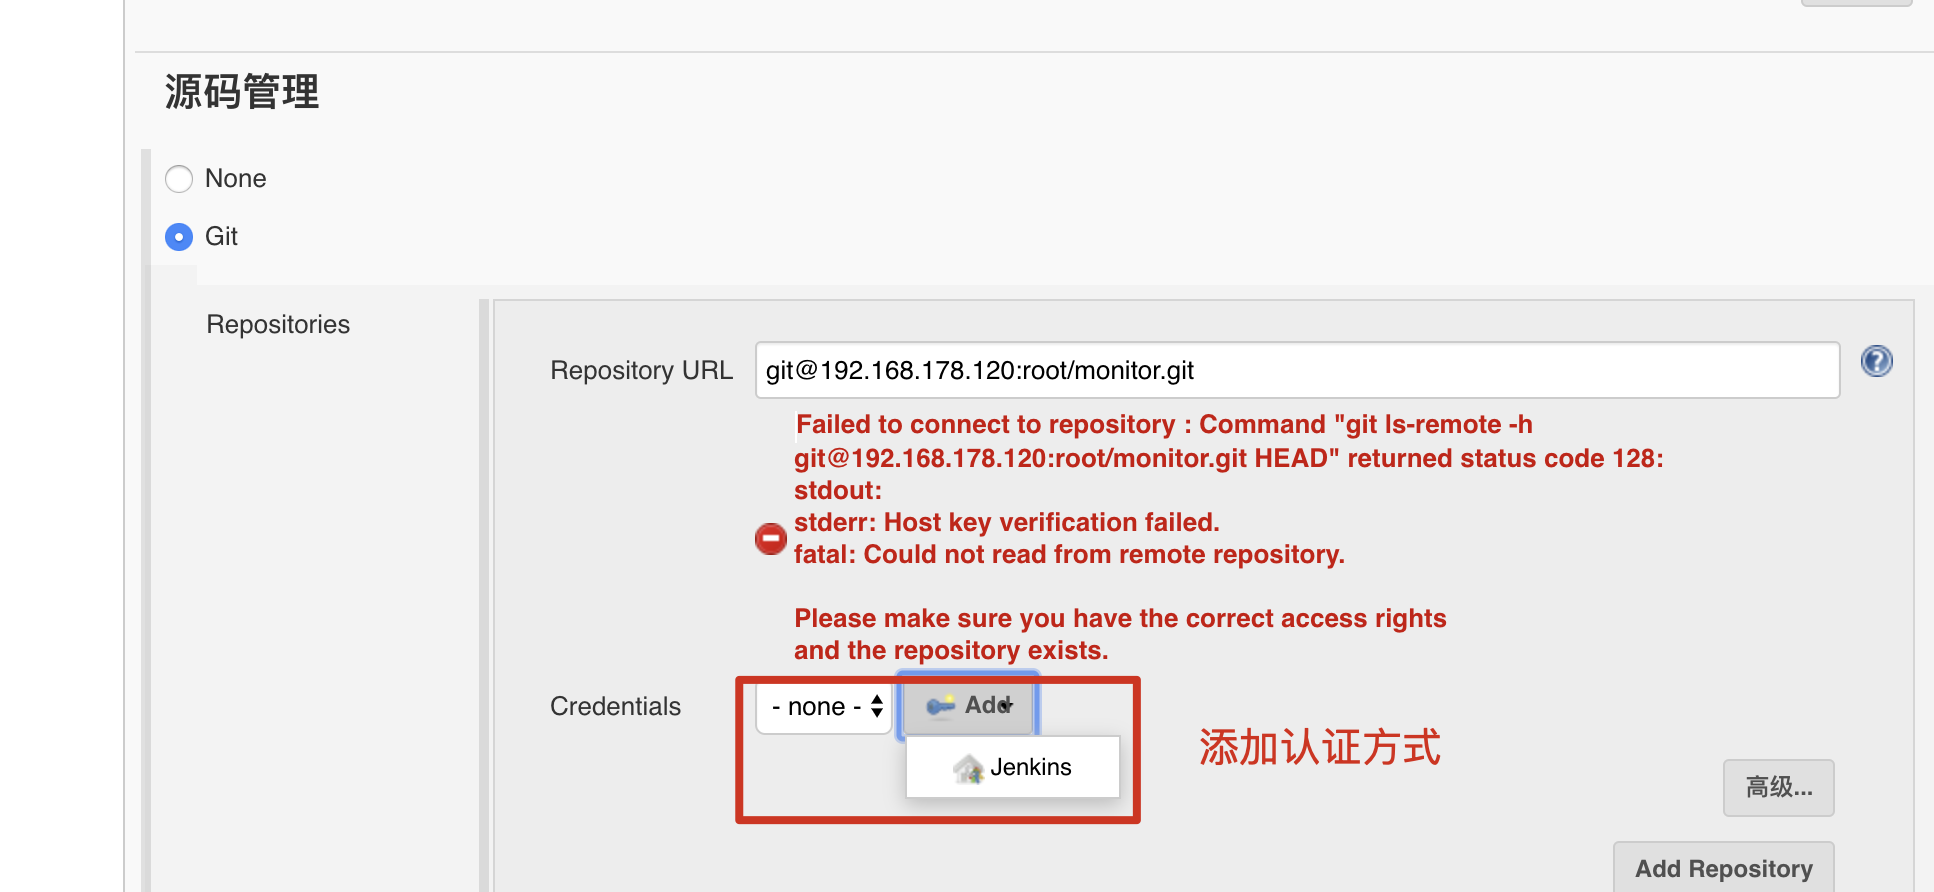 源码管理
None
Git
Repositories
Repository URL
git@192.168.178.120:root/monitor.git
Failed to connect to repository : Command "git ls-remote -h
git@192.168.178.120:root/monitor.git HEAD" returned status code 128:
stdout:
stderr: Host key verification failed.
fatal: Could not read from remote repository.
Please make sure you have the correct access rights
and the repository exists.
Credentials
- none -
Add
Jenkins
添加认证方式
高级...
Add Repository